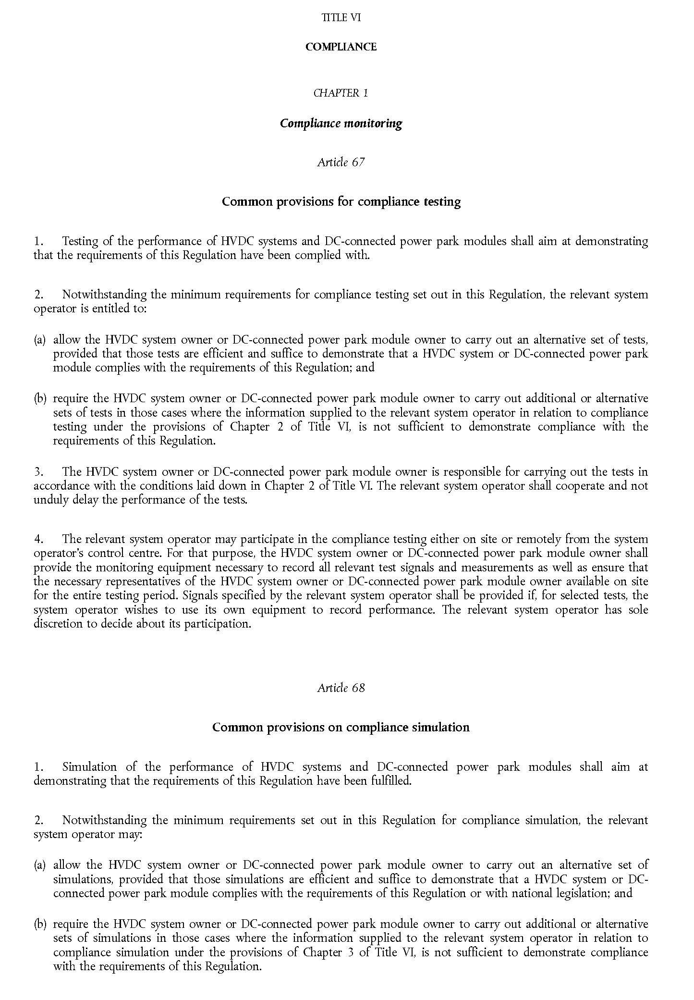 TITLE VI
COMPLIANCE
CHAPTER 1
Compliance monitoring
Article 67
Common provisions for compliance testing
1. Testing of the performance of HVDC systems and DC-connected power park modules shall aim at demonstrating
that the requirements of this Regulation have been complied with.
2. Notwithstanding the minimum requirements for compliance testing set out in this Regulation, the relevant system
operator is entitled to:
(a) allow the HVDC system owner or DC-connected power park module owner to carry out an alternative set of tests,
provided that those tests are efficient and suffice to demonstrate that a HVDC system or DC-connected power park
module complies with the requirements of this Regulation; and
(b) require the HVDC system owner or DC-connected power park module owner to carry out additional or alternative
sets of tests in those cases where the information supplied to the relevant system operator in relation to compliance
testing under the provisions of Chapter 2 of Title VI, is not sufficient to demonstrate compliance with the
requirements of this Regulation.
3. The HVDC system owner or DC-connected power park module owner is responsible for carrying out the tests in
accordance with the conditions laid down in Chapter 2 of Title VI. The relevant system operator shall cooperate and not
unduly delay the performance of the tests.
4. The relevant system operator may participate in the compliance testing either on site or remotely from the system
operator's control centre. For that purpose, the HVDC system owner or DC-connected power park module owner shall
provide the monitoring equipment necessary to record all relevant test signals and measurements as well as ensure that
the necessary representatives of the HVDC system owner or DC-connected power park module owner available on site
for the entire testing period. Signals specified by the relevant system operator shall be provided if, for selected tests, the
system operator wishes to use its own equipment to record performance. The relevant system operator has sole
discretion to decide about its participation.
Article 68
Common provisions on compliance simulation
1. Simulation of the performance of HVDC systems and DC-connected power park modules shall aim at
demonstrating that the requirements of this Regulation have been fulfilled.
2. Notwithstanding the minimum requirements set out in this Regulation for compliance simulation, the relevant
system operator may:
(a) allow the HVDC system owner or DC-connected power park module owner to carry out an alternative set of
simulations, provided that those simulations are efficient and suffice to demonstrate that a HVDC system or DC-
connected power park module complies with the requirements of this Regulation or with national legislation; and
(b) require the HVDC system owner or DC-connected power park module owner to carry out additional or alternative
sets of simulations in those cases where the information supplied to the relevant system operator in relation to
compliance simulation under the provisions of Chapter 3 of Title VI, is not sufficient to demonstrate compliance
with the requirements of this Regulation.